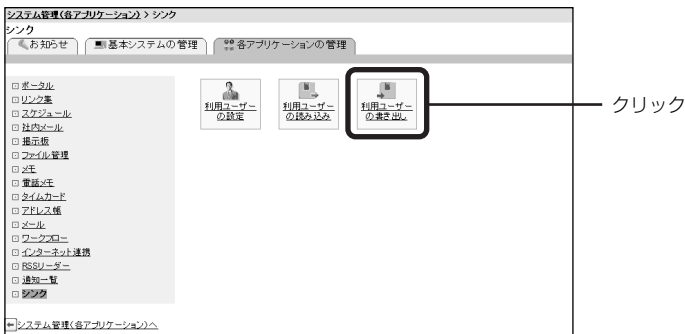 システム管理(各アプリケーション) > シンク
シンク
お知らせ 基本システムの管理 各アプリケーションの管理
ポータル
リンク集
スケジュール
社内メール
掲示板
ファイル管理
メモ
電話メモ
タイムカード
アドレス帳
メール
ワークフロー
インターネット連携
RSSリーダー
通知一覧
シンク
利用ユーザー
の設定
利用ユーザー
の読み込み
利用ユーザー
の書き出し
クリック
システム管理(各アプリケーション)へ